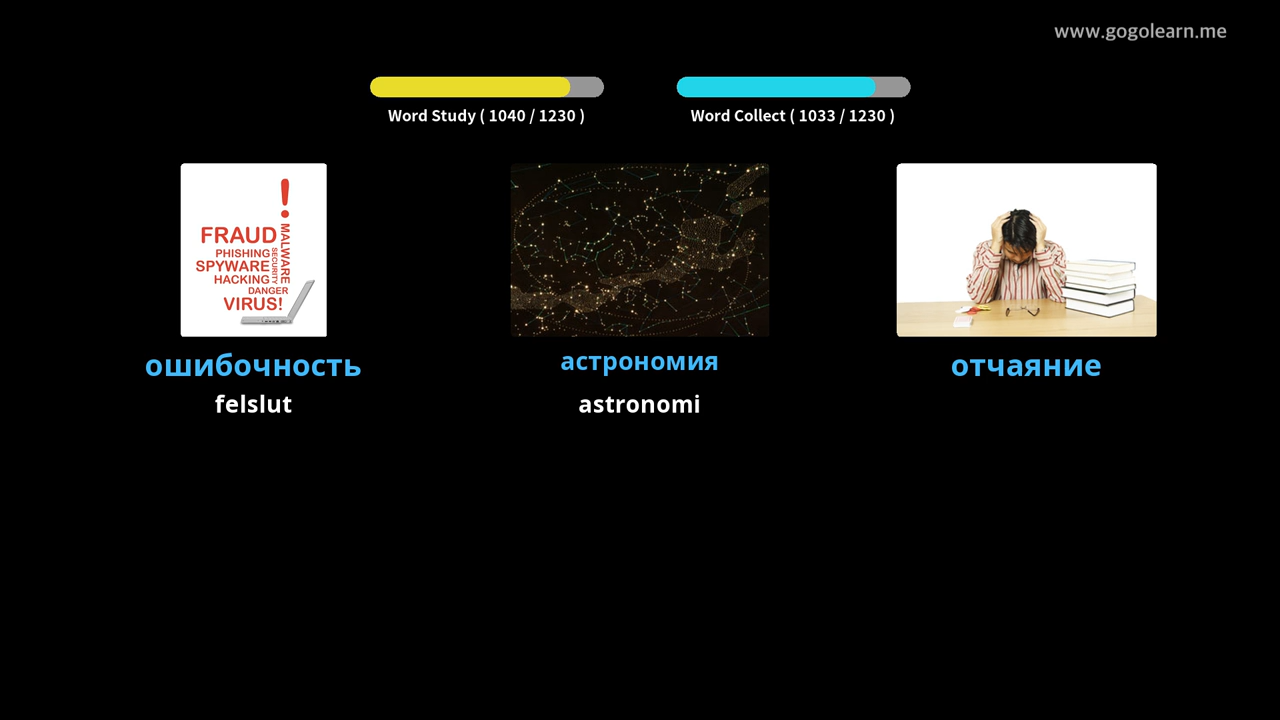 www.gogolearn.me
Word Study ( 1040 / 1230 )
Word Collect ( 1033 / 1230 )
!
FRAUD
PHISHING
SPYWARE
HACKING
DANGER
VIRUS!
MALWARE
SECURITY
ошибочность
астрономия
отчаяние
felslut
astronomi